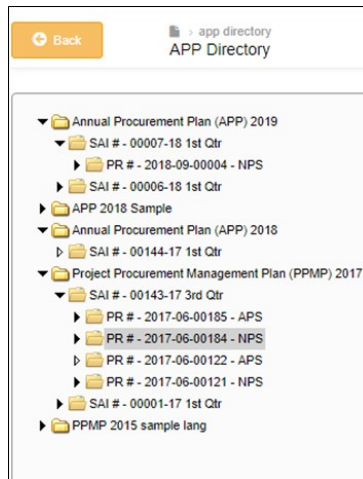 Back
app directory
APP Directory
Annual Procurement Plan (APP) 2019
SAI # - 00007-18 1st Qtr
PR # - 2018-09-00004 - NPS
SAI # - 00006-18 1st Qtr
APP 2018 Sample
Annual Procurement Plan (APP) 2018
SAI # - 00144-17 1st Qtr
Project Procurement Management Plan (PPMP) 2017
SAI # - 00143-17 3rd Qtr
PR # - 2017-06-00185 - APS
PR # - 2017-06-00184 - NPS
PR # - 2017-06-00122 - APS
PR # - 2017-06-00121 - NPS
SAI # - 00001-17 1st Qtr
PPMP 2015 sample lang